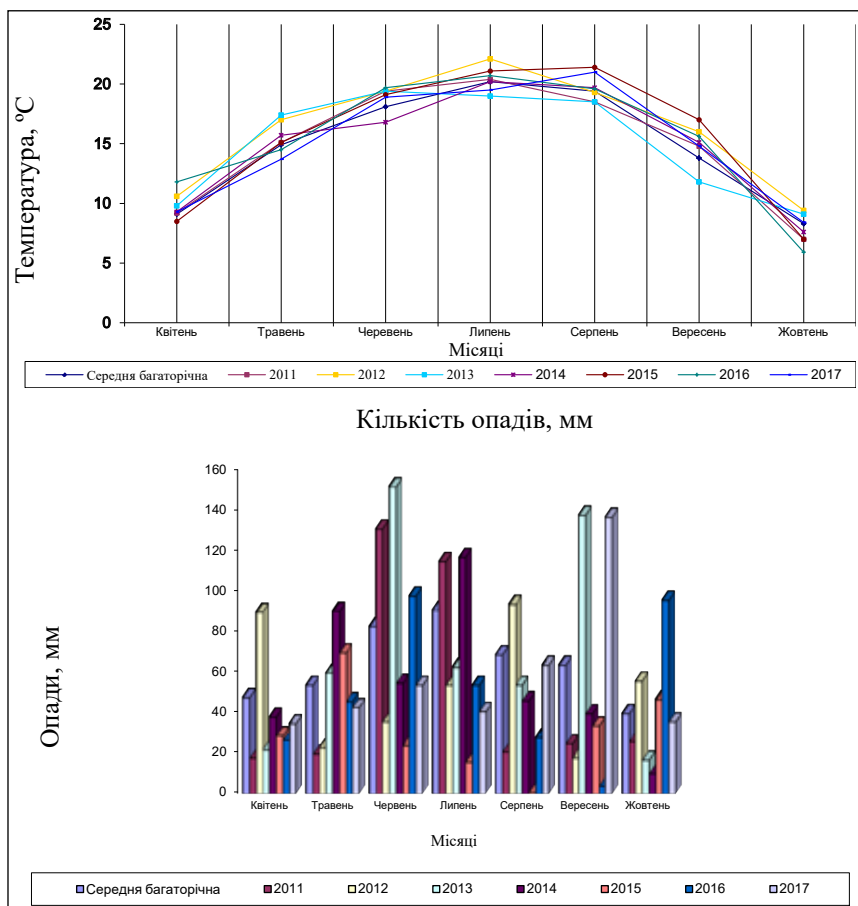 Температура, ºС
25
20
15
10
5
0
Квітень Травень Черевень Липень Серпень Вересень Жовтень
Місяці
Середня багаторічна 2011 2012 2013 2014 2015 2016 2017
Кількість опадів, мм
Опади, мм
160
140
120
100
80
60
40
20
0
Квітень Травень Червень Липень Серпень Вересень Жовтень
Місяці
Середня багаторічна 2011 2012 2013 2014 2015 2016 2017